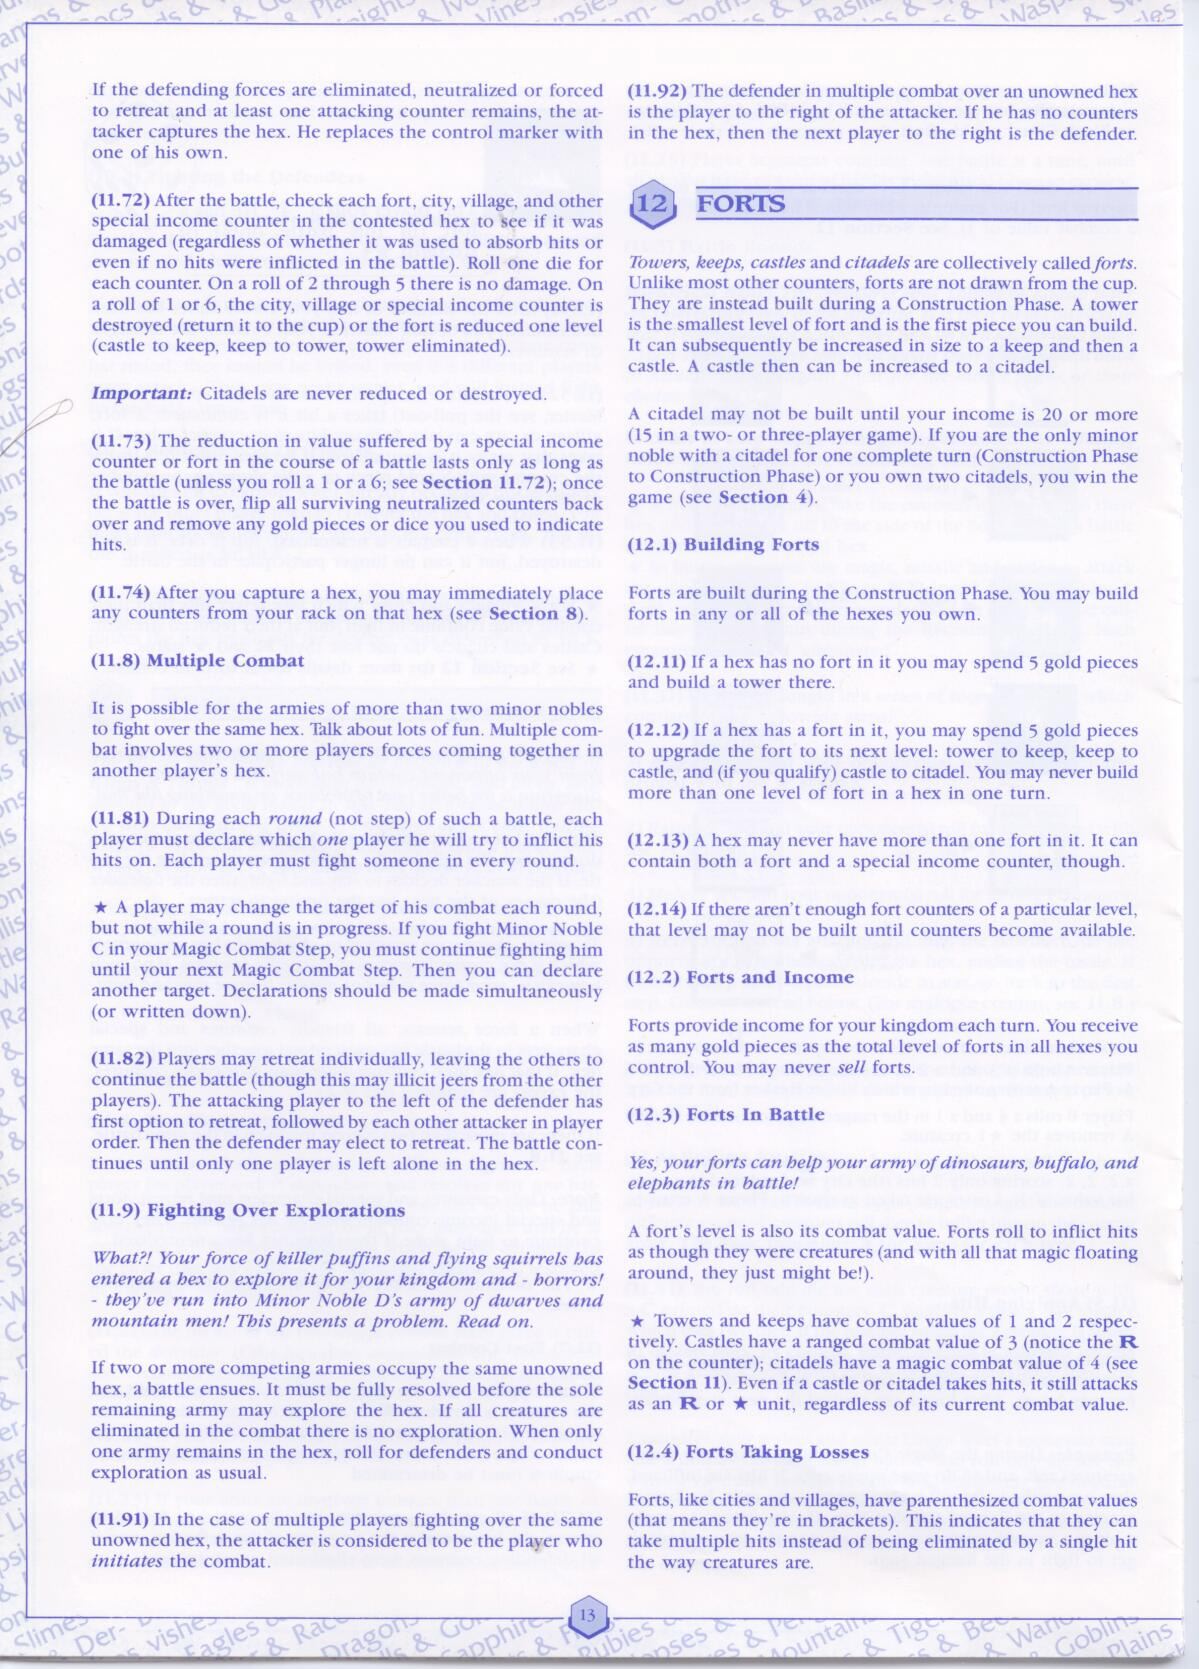 If the defending forces are eliminated, neutralized or forced
to retreat and at least one attacking counter remains, the at-
tacker captures the hex. He replaces the control marker with
one of his own.
(11.72) After the battle, check each fort, city, village, and other
special income counter in the contested hex to see if it was
damaged (regardless of whether it was used to absorb hits or
even if no hits were inflicted in the battle). Roll one die for
each counter. On a roll of 2 through 5 there is no damage. On
a roll of 1 or 6, the city, village or special income counter is
destroyed (return it to the cup) or the fort is reduced one level
(castle to keep, keep to tower, tower eliminated).
Important: Citadels are never reduced or destroyed.
(11.73) The reduction in value suffered by a special income
counter or fort in the course of a battle lasts only as long as
the battle (unless you roll a 1 or a 6; see Section 11.72); once
the battle is over, flip all surviving neutralized counters back
over and remove any gold pieces or dice you used to indicate
hits.
(11.74) After you capture a hex, you may immediately place
any counters from your rack on that hex (see Section 8).
(11.8) Multiple Combat
It is possible for the armies of more than two minor nobles
to fight over the same hex. Talk about lots of fun. Multiple com-
bat involves two or more players forces coming together in
another player's hex.
(11.81) During each round (not step) of such a battle, each
player must declare which one player he will try to inflict his
hits on. Each player must fight someone in every round.
★ A player may change the target of his combat each round,
but not while a round is in progress. If you fight Minor Noble
C in your Magic Combat Step, you must continue fighting him
until your next Magic Combat Step. Then you can declare
another target. Declarations should be made simultaneously
(or written down).
(11.82) Players may retreat individually, leaving the others to
continue the battle (though this may illicit jeers from the other
players). The attacking player to the left of the defender has
first option to retreat, followed by each other attacker in player
order. Then the defender may elect to retreat. The battle con-
tinues until only one player is left alone in the hex.
(11.9) Fighting Over Explorations
What?! Your force of killer puffins and flying squirrels has
entered a hex to explore it for your kingdom and - horrors!
- they've run into Minor Noble D's army of dwarves and
mountain men! This presents a problem. Read on.
If two or more competing armies occupy the same unowned
hex, a battle ensues. It must be fully resolved before the sole
remaining army may explore the hex. If all creatures are
eliminated in the combat there is no exploration. When only
one army remains in the hex, roll for defenders and conduct
exploration as usual.
(11.91) In the case of multiple players fighting over the same
unowned hex, the attacker is considered to be the player who
initiates the combat.
(11.92) The defender in multiple combat over an unowned hex
is the player to the right of the attacker. If he has no counters
in the hex, then the next player to the right is the defender.
12 FORTS
Towers, keeps, castles and citadels are collectively called forts.
Unlike most other counters, forts are not drawn from the cup.
They are instead built during a Construction Phase. A tower
is the smallest level of fort and is the first piece you can build.
It can subsequently be increased in size to a keep and then a
castle. A castle then can be increased to a citadel.
A citadel may not be built until your income is 20 or more
(15 in a two- or three-player game). If you are the only minor
noble with a citadel for one complete turn (Construction Phase
to Construction Phase) or you own two citadels, you win the
game (see Section 4).
(12.1) Building Forts
Forts are built during the Construction Phase. You may build
forts in any or all of the hexes you own.
(12.11) If a hex has no fort in it you may spend 5 gold pieces
and build a tower there.
(12.12) If a hex has a fort in it, you may spend 5 gold pieces
to upgrade the fort to its next level: tower to keep, keep to
castle, and (if you qualify) castle to citadel. You may never build
more than one level of fort in a hex in one turn.
(12.13) A hex may never have more than one fort in it. It can
contain both a fort and a special income counter, though.
(12.14) If there aren't enough fort counters of a particular level,
that level may not be built until counters become available.
(12.2) Forts and Income
Forts provide income for your kingdom each turn. You receive
as many gold pieces as the total level of forts in all hexes you
control. You may never sell forts.
(12.3) Forts In Battle
Yes, your forts can help your army of dinosaurs, buffalo, and
elephants in battle!
A fort's level is also its combat value. Forts roll to inflict hits
as though they were creatures (and with all that magic floating
around, they just might be!).
★ Towers and keeps have combat values of 1 and 2 respec-
tively. Castles have a ranged combat value of 3 (notice the R
on the counter); citadels have a magic combat value of 4 (see
Section 11). Even if a castle or citadel takes hits, it still attacks
as an R or ★ unit, regardless of its current combat value.
(12.4) Forts Taking Losses
Forts, like cities and villages, have parenthesized combat values
(that means they're in brackets). This indicates that they can
take multiple hits instead of being eliminated by a single hit
the way creatures are.
13